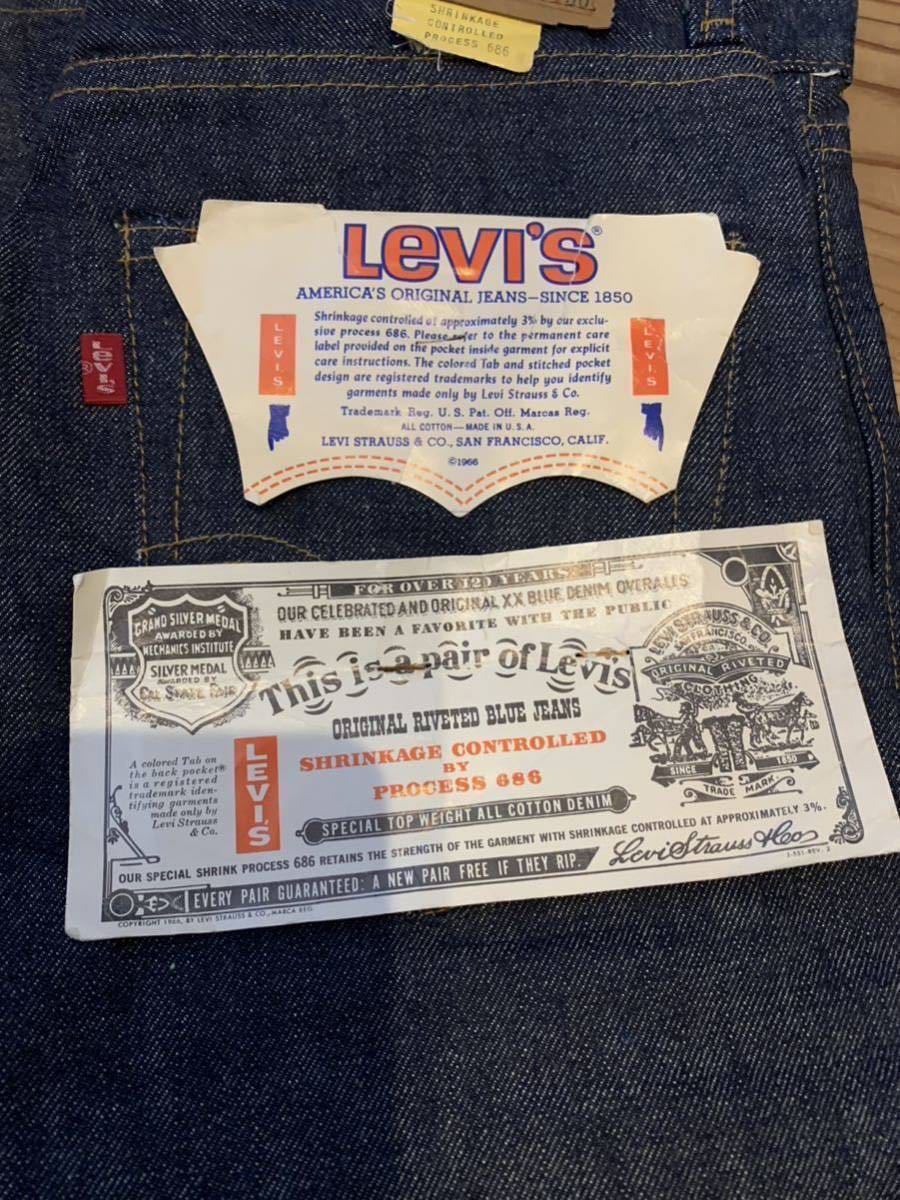 SHRINKAGE
CONTROLLED
PROCESS 686
LEVI'S®
AMERICA'S ORIGINAL JEANS—SINCE 1850
Shrinkage controlled at approximately 3% by our exclu-
sive process 686. Please refer to the permanent care
label provided on the pocket inside garment for explicit
care instructions. The colored Tab and stitched pocket
design are registered trademarks to help you identify
garments made only by Levi Strauss & Co.
Trademark Reg. U.S. Pat. Off. Marcas Reg.
ALL COTTON—MADE IN U.S.A.
LEVI STRAUSS & CO., SAN FRANCISCO, CALIF.
©1966
LEVI'S
LEVI'S
LeVI'S
®
FOR OVER 120 YEARS
OUR CELEBRATED AND ORIGINAL XX BLUE DENIM OVERALLS
HAVE BEEN A FAVORITE WITH THE PUBLIC
This is a pair of Levi's
ORIGINAL RIVETED BLUE JEANS
SHRINKAGE CONTROLLED
BY
PROCESS 686
SPECIAL TOP WEIGHT ALL COTTON DENIM
OUR SPECIAL SHRINK PROCESS 686 RETAINS THE STRENGTH OF THE GARMENT WITH SHRINKAGE CONTROLLED AT APPROXIMATELY 3%.
EVERY PAIR GUARANTEED: A NEW PAIR FREE IF THEY RIP.
Levi Strauss & Co
COPYRIGHT 1966, BY LEVI STRAUSS & CO., MARCA REG
GRAND SILVER MEDAL
AWARDED BY
MECHANICS INSTITUTE
SILVER MEDAL
AWARDED BY
CAL STATE FAIR
A colored Tab on
the back pocket®
is a registered
trademark iden-
tifying garments
made only by
Levi Strauss
& Co.
LEVI'S
LEVI STRAUSS & CO.
SAN FRANCISCO.
ORIGINAL RIVETED
CLOTHING
SINCE 1850
TRADE MARK